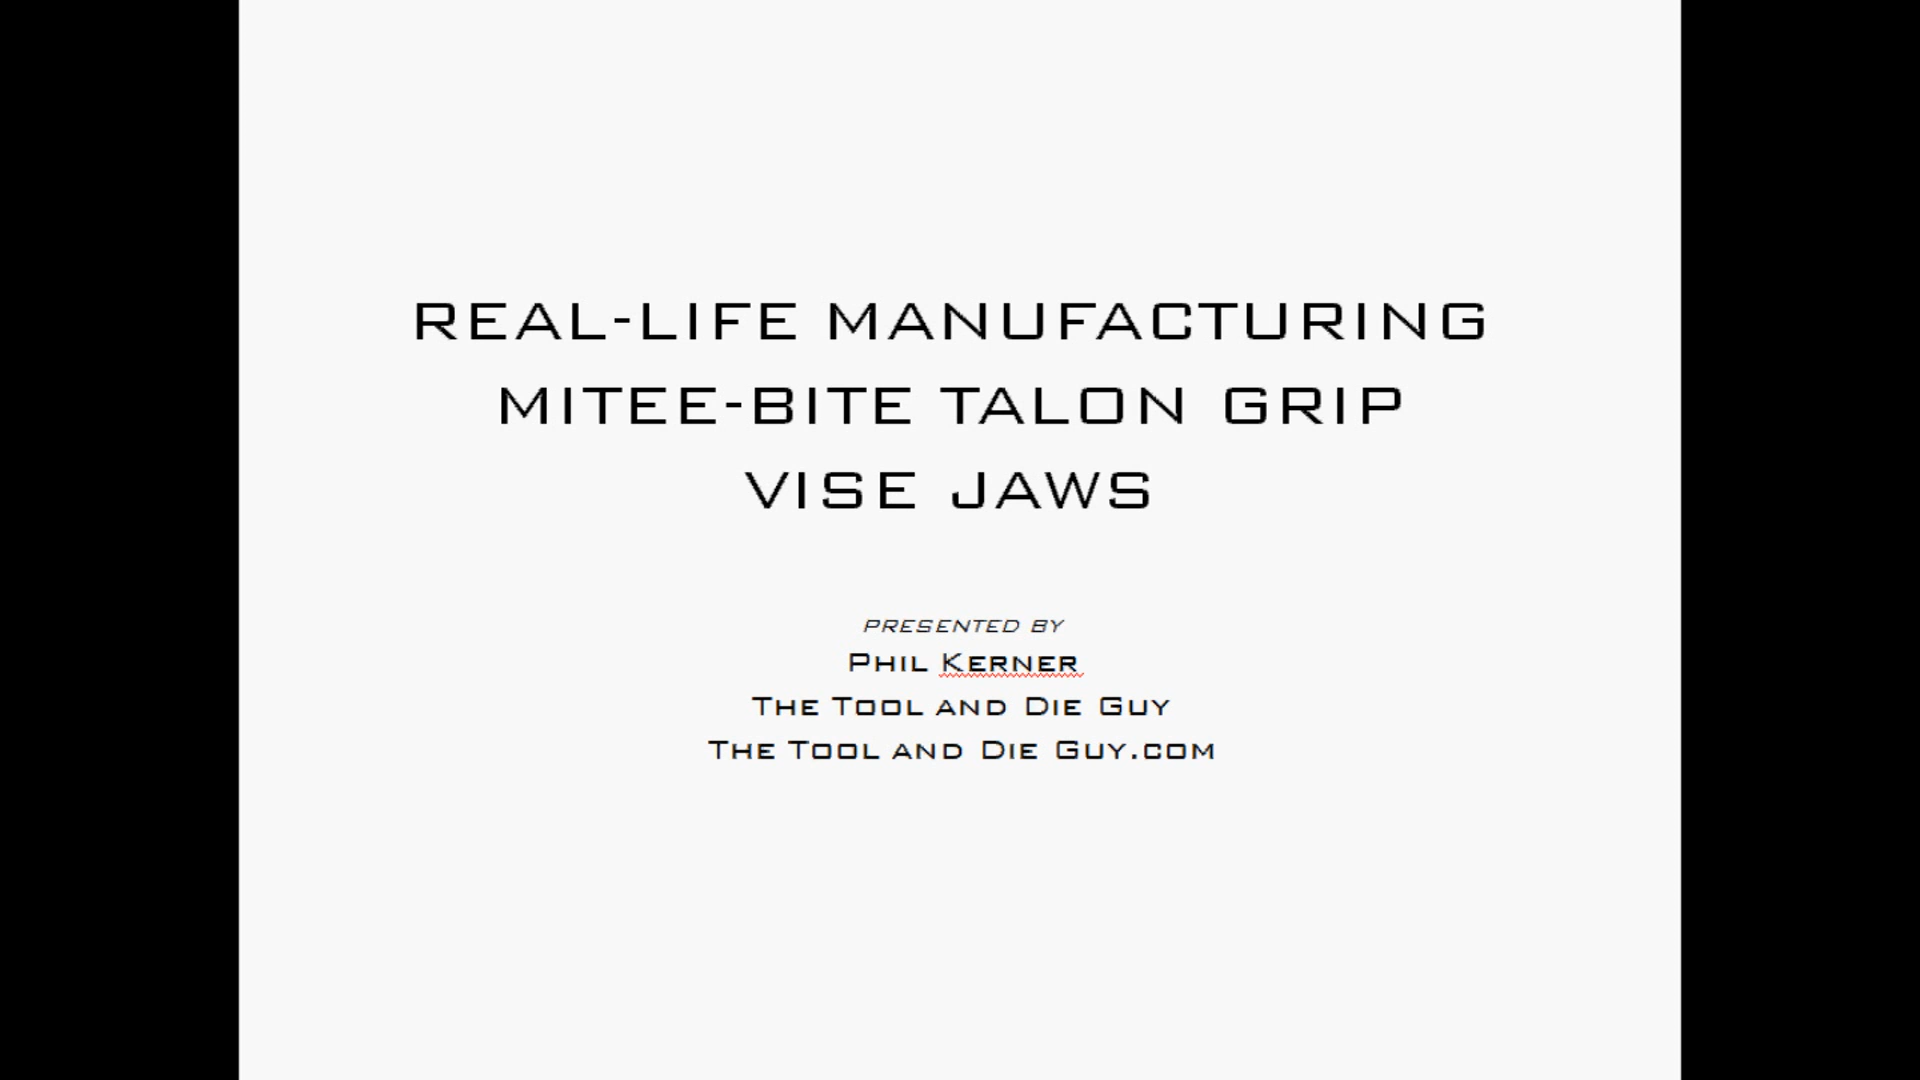 REAL-LIFE MANUFACTURING
MITEE-BITE TALON GRIP
VISE JAWS
PRESENTED BY
PHIL KERNER
THE TOOL AND DIE GUY
THE TOOL AND DIE GUY.COM